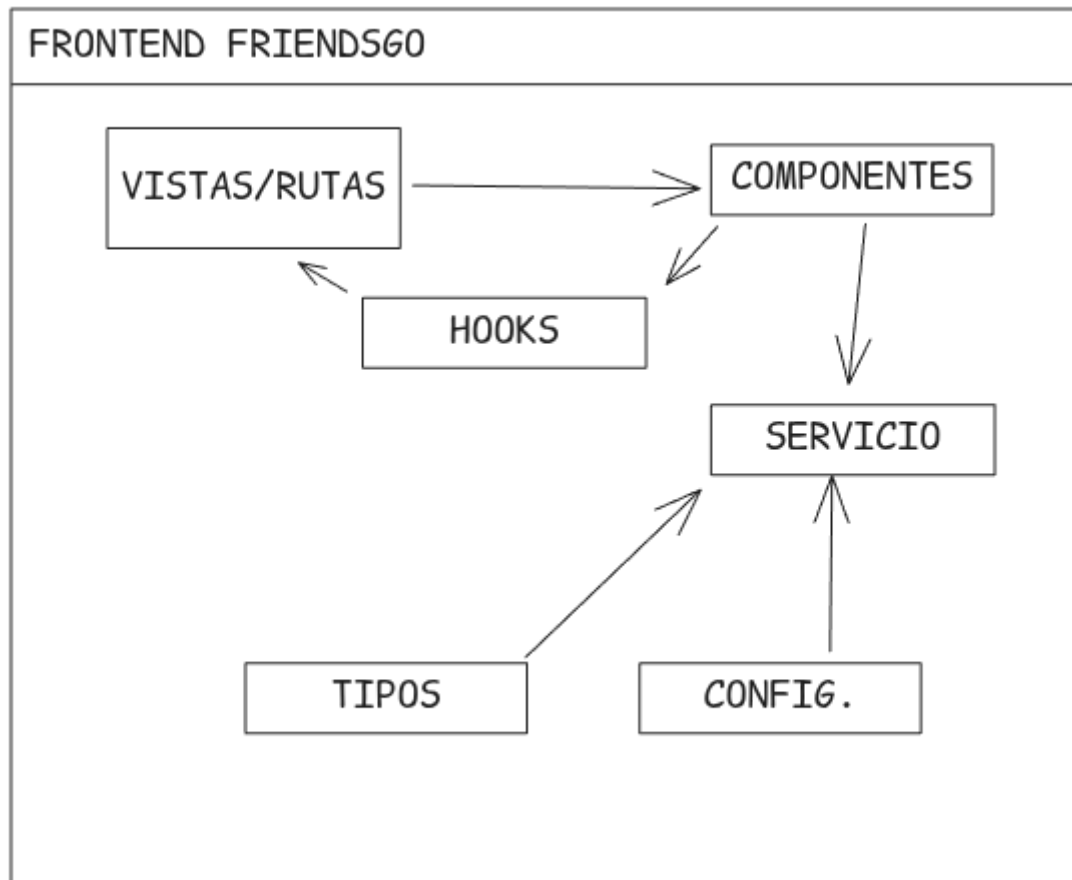 FRONTEND FRIENDSGO
VISTAS/RUTAS
COMPONENTES
HOOKS
SERVICIO
TIPOS
CONFIG.